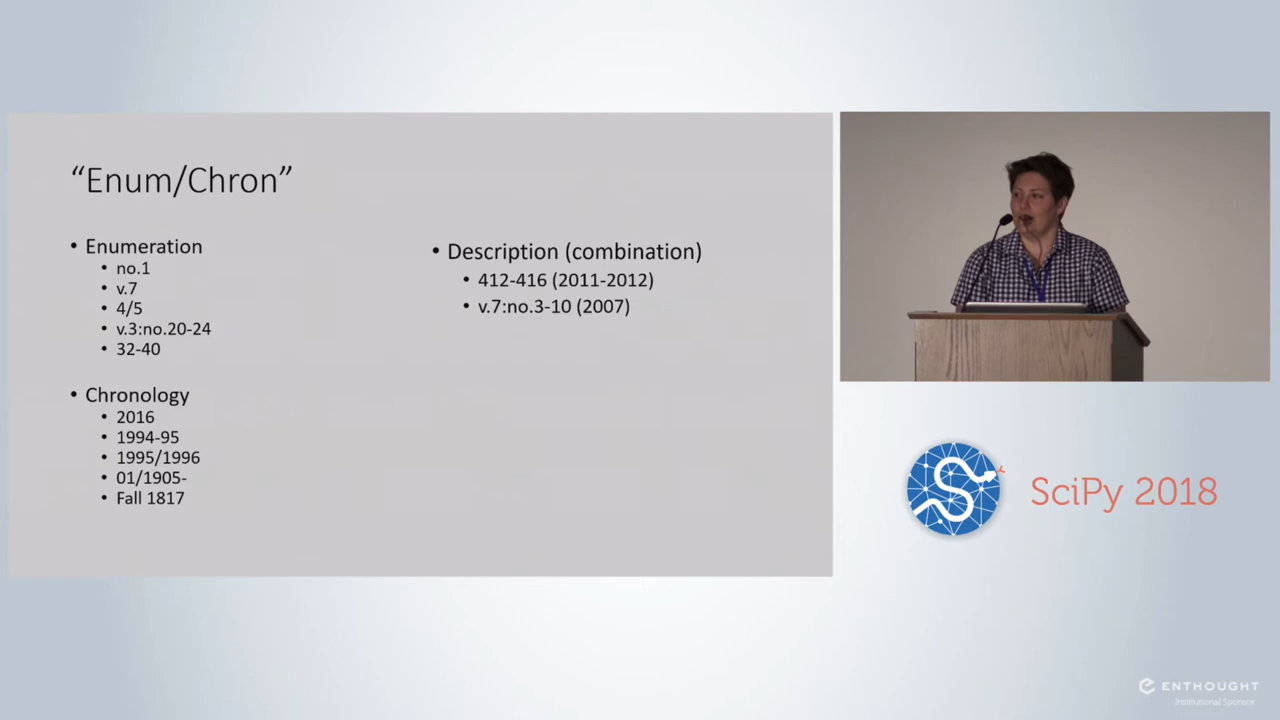 “Enum/Chron”
• Enumeration
• no.1
• v.7
• 4/5
• v.3:no.20-24
• 32-40
• Chronology
• 2016
• 1994-95
• 1995/1996
• 01/1905-
• Fall 1817
• Description (combination)
• 412-416 (2011-2012)
• v.7:no.3-10 (2007)
SciPy 2018
ENTHOUGHT
Institutional Sponsor